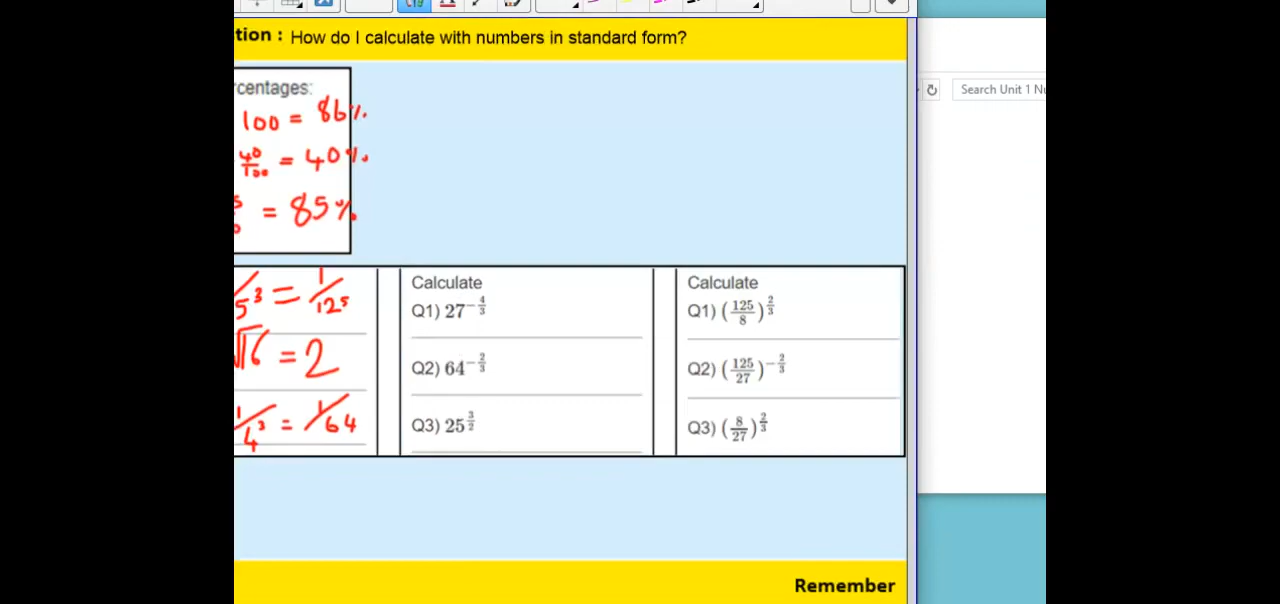 tion : How do I calculate with numbers in standard form?
Search Unit 1 Nu
rcentages:
100 = 86%
40/100 = 40%
= 85%
/5³ = 1/125
√16 = 2
1/4³ = 1/64
Calculate
Q1) 27^(-4/3)
Q2) 64^(-2/3)
Q3) 25^(3/2)
Calculate
Q1) (125/8)^(2/3)
Q2) (125/27)^(-2/3)
Q3) (8/27)^(2/3)
Remember